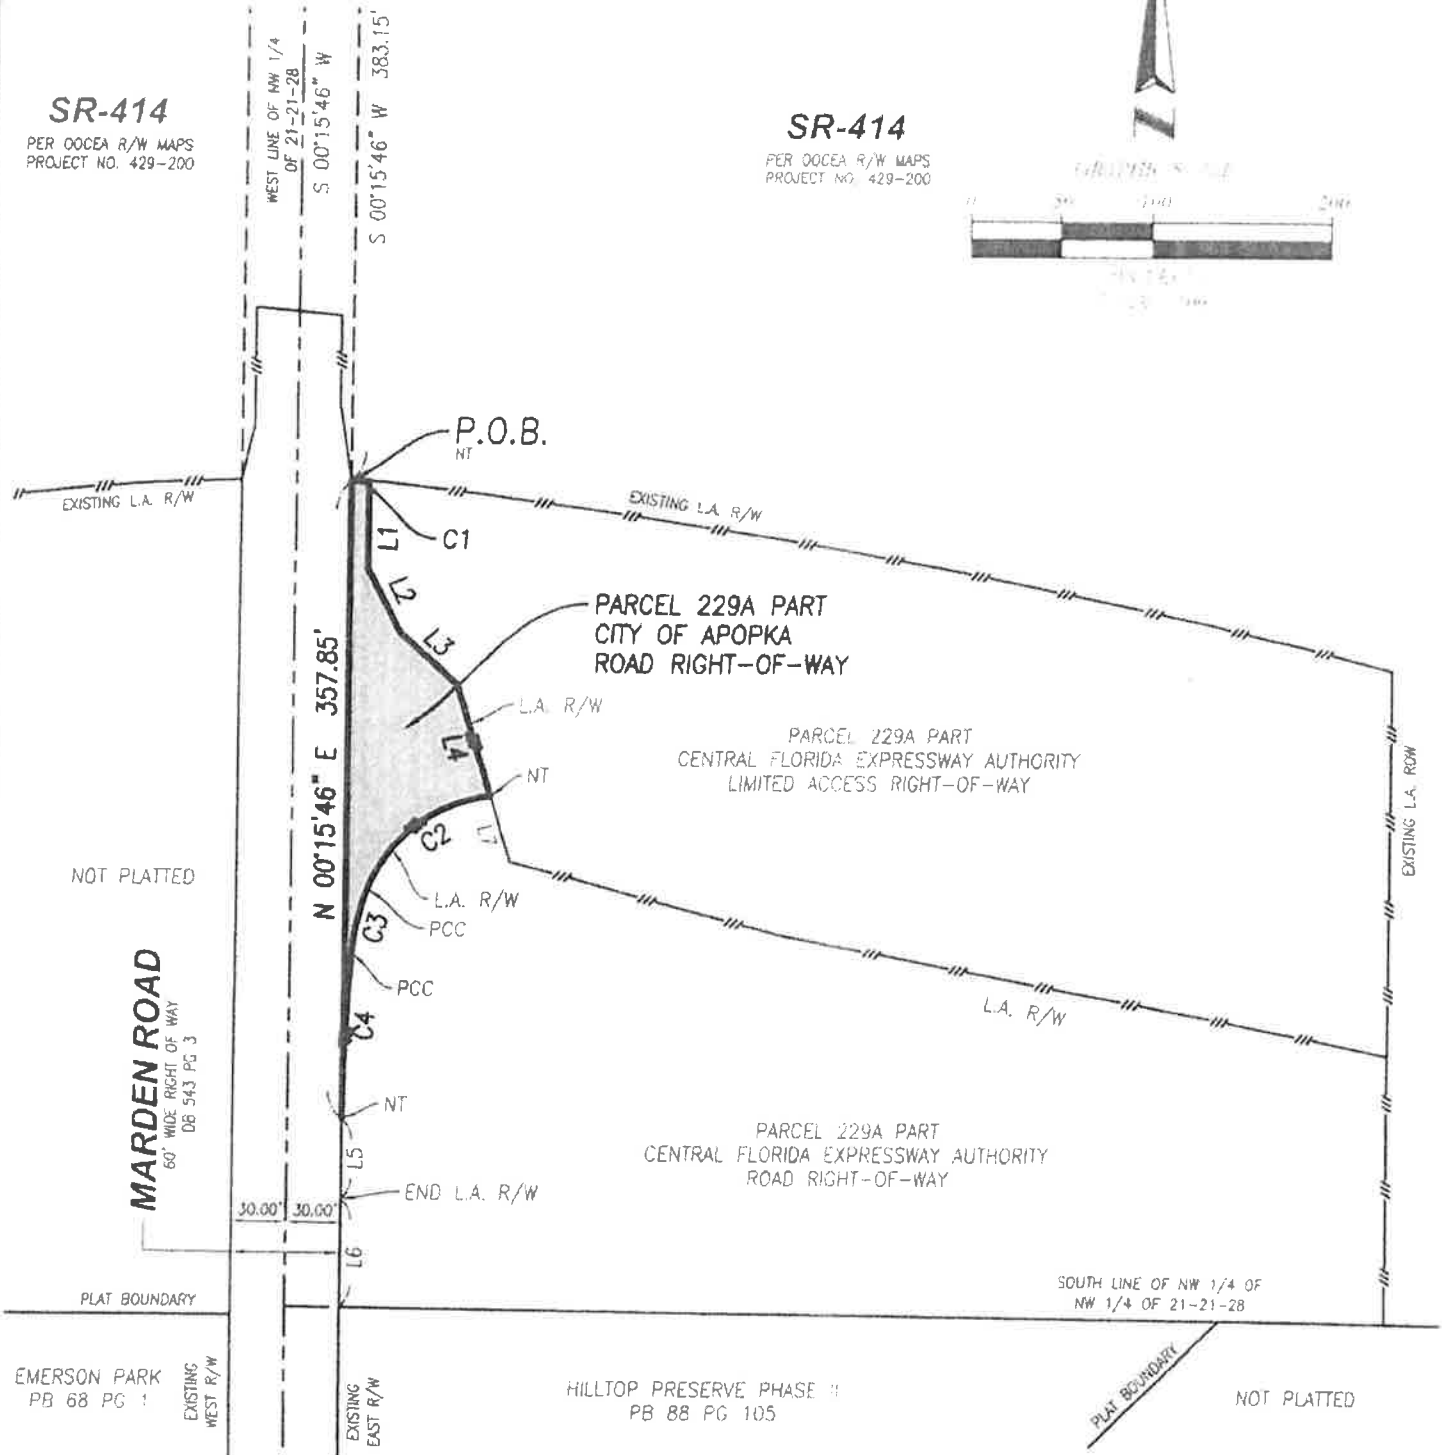 SR-414
PER OOCEA R/W MAPS
PROJECT NO. 429-200
WEST LINE OF NW 1/4
OF 21-21-28
S 00°15'46" W
S 00°15'46" W 383.15'
SR-414
PER OOCEA R/W MAPS
PROJECT NO. 429-200
GRAPHIC SCALE
0 50 100 200
P.O.B.
NT
EXISTING L.A. R/W
EXISTING L.A. R/W
C1
L1
L2
L3
PARCEL 229A PART
CITY OF APOPKA
ROAD RIGHT-OF-WAY
N 00°15'46" E 357.85'
L.A. R/W
L4
NT
PARCEL 229A PART
CENTRAL FLORIDA EXPRESSWAY AUTHORITY
LIMITED ACCESS RIGHT-OF-WAY
EXISTING L.A. ROW
C2
L7
NOT PLATTED
L.A. R/W
C3
PCC
PCC
C4
L.A. R/W
MARDEN ROAD
60' WIDE RIGHT OF WAY
DB 543 PG 3
NT
L5
PARCEL 229A PART
CENTRAL FLORIDA EXPRESSWAY AUTHORITY
ROAD RIGHT-OF-WAY
END L.A. R/W
30.00' 30.00'
L6
PLAT BOUNDARY
SOUTH LINE OF NW 1/4 OF
NW 1/4 OF 21-21-28
EMERSON PARK
PB 68 PG 1
EXISTING
WEST R/W
EXISTING
EAST R/W
HILLTOP PRESERVE PHASE II
PB 88 PG 105
PLAT BOUNDARY
NOT PLATTED